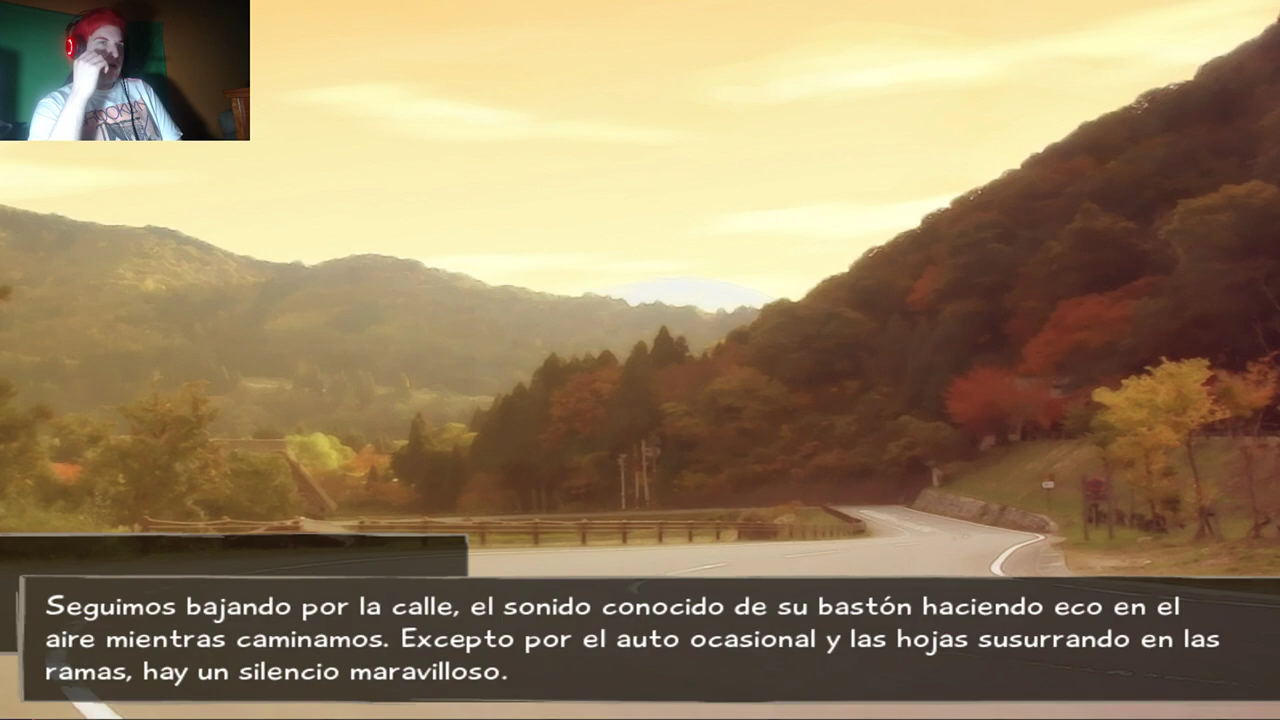 Seguimos bajando por la calle, el sonido conocido de su bastón haciendo eco en el
aire mientras caminamos. Excepto por el auto ocasional y las hojas susurrando en las
ramas, hay un silencio maravilloso.